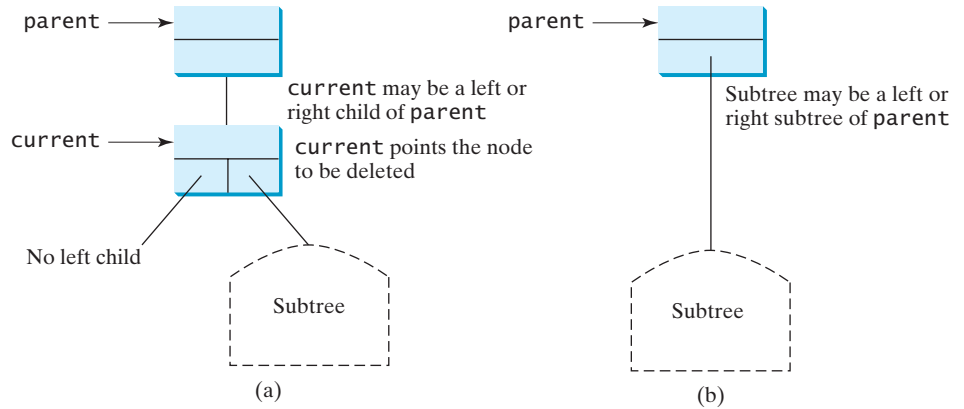 parent
current may be a left or
right child of parent
current
current points the node
to be deleted
No left child
Subtree
(a)
parent
Subtree may be a left or
right subtree of parent
Subtree
(b)